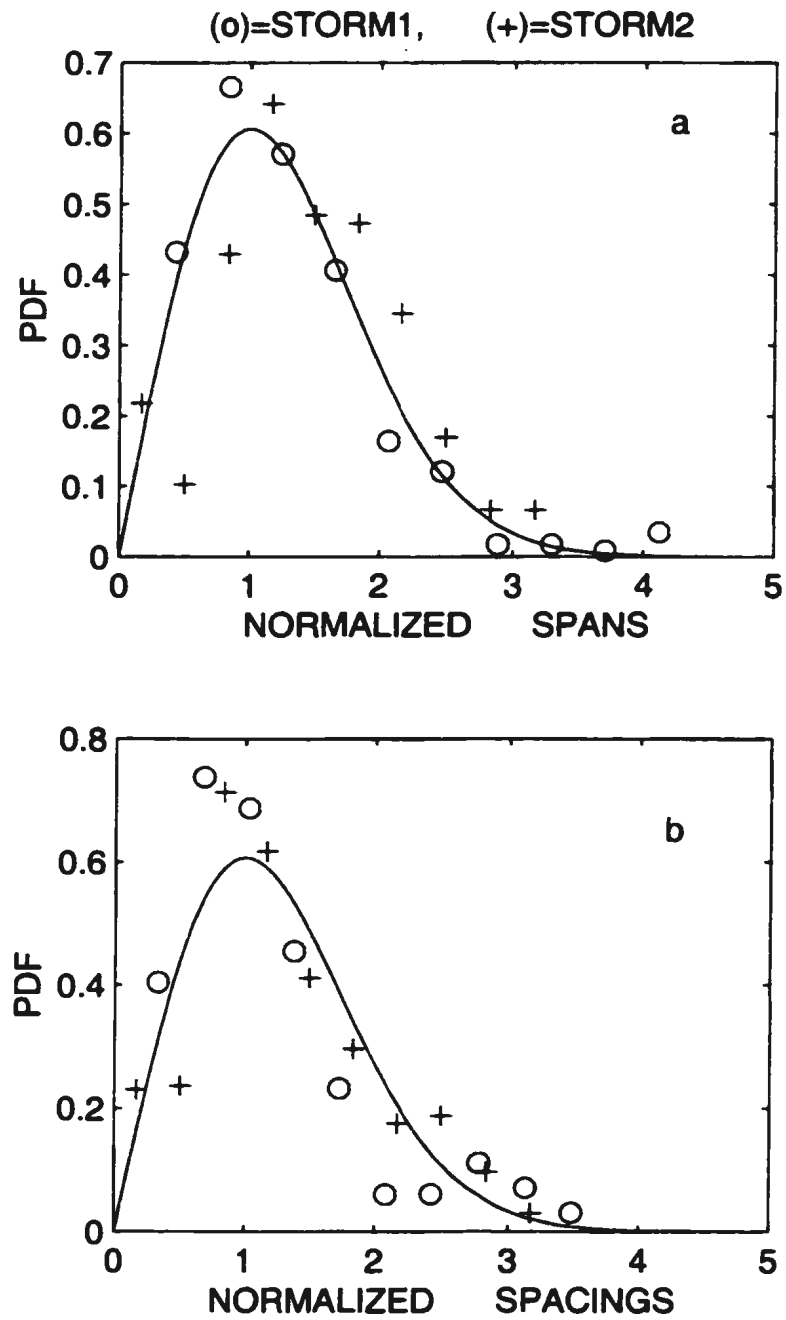 (o)=STORM1, (+)=STORM2
a
0.7
0.6
0.5
0.4
0.3
0.2
0.1
0
PDF
0 1 2 3 4 5
NORMALIZED SPANS
b
0.8
0.6
0.4
0.2
0
PDF
0 1 2 3 4 5
NORMALIZED SPACINGS